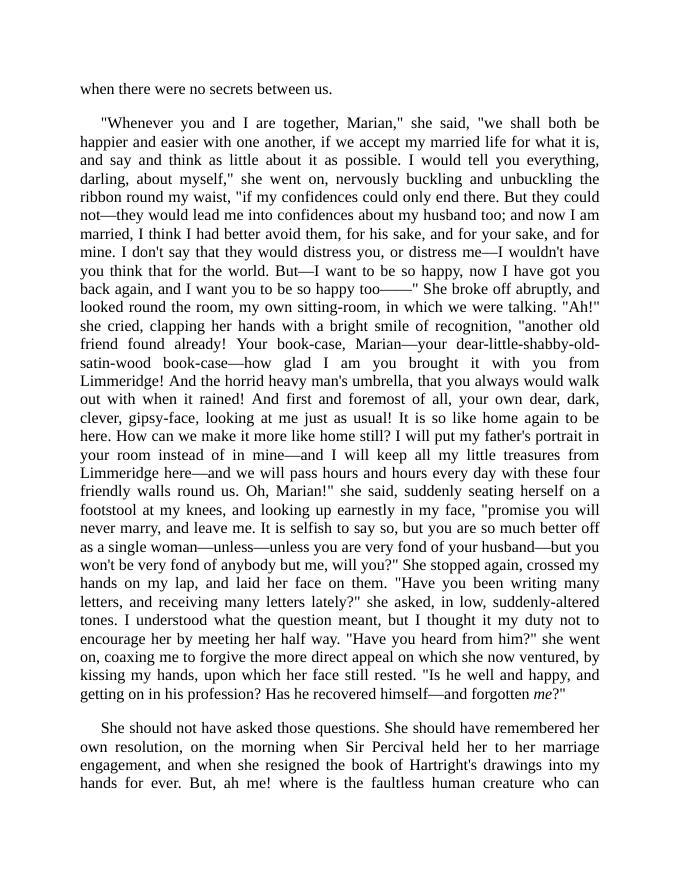 when there were no secrets between us.
"Whenever you and I are together, Marian," she said, "we shall both be
happier and easier with one another, if we accept my married life for what it is,
and say and think as little about it as possible. I would tell you everything,
darling, about myself," she went on, nervously buckling and unbuckling the
ribbon round my waist, "if my confidences could only end there. But they could
not—they would lead me into confidences about my husband too; and now I am
married, I think I had better avoid them, for his sake, and for your sake, and for
mine. I don't say that they would distress you, or distress me—I wouldn't have
you think that for the world. But—I want to be so happy, now I have got you
back again, and I want you to be so happy too——" She broke off abruptly, and
looked round the room, my own sitting-room, in which we were talking. "Ah!"
she cried, clapping her hands with a bright smile of recognition, "another old
friend found already! Your book-case, Marian—your dear-little-shabby-old-
satin-wood book-case—how glad I am you brought it with you from
Limmeridge! And the horrid heavy man's umbrella, that you always would walk
out with when it rained! And first and foremost of all, your own dear, dark,
clever, gipsy-face, looking at me just as usual! It is so like home again to be
here. How can we make it more like home still? I will put my father's portrait in
your room instead of in mine—and I will keep all my little treasures from
Limmeridge here—and we will pass hours and hours every day with these four
friendly walls round us. Oh, Marian!" she said, suddenly seating herself on a
footstool at my knees, and looking up earnestly in my face, "promise you will
never marry, and leave me. It is selfish to say so, but you are so much better off
as a single woman—unless—unless you are very fond of your husband—but you
won't be very fond of anybody but me, will you?" She stopped again, crossed my
hands on my lap, and laid her face on them. "Have you been writing many
letters, and receiving many letters lately?" she asked, in low, suddenly-altered
tones. I understood what the question meant, but I thought it my duty not to
encourage her by meeting her half way. "Have you heard from him?" she went
on, coaxing me to forgive the more direct appeal on which she now ventured, by
kissing my hands, upon which her face still rested. "Is he well and happy, and
getting on in his profession? Has he recovered himself—and forgotten me?"
She should not have asked those questions. She should have remembered her
own resolution, on the morning when Sir Percival held her to her marriage
engagement, and when she resigned the book of Hartright's drawings into my
hands for ever. But, ah me! where is the faultless human creature who can